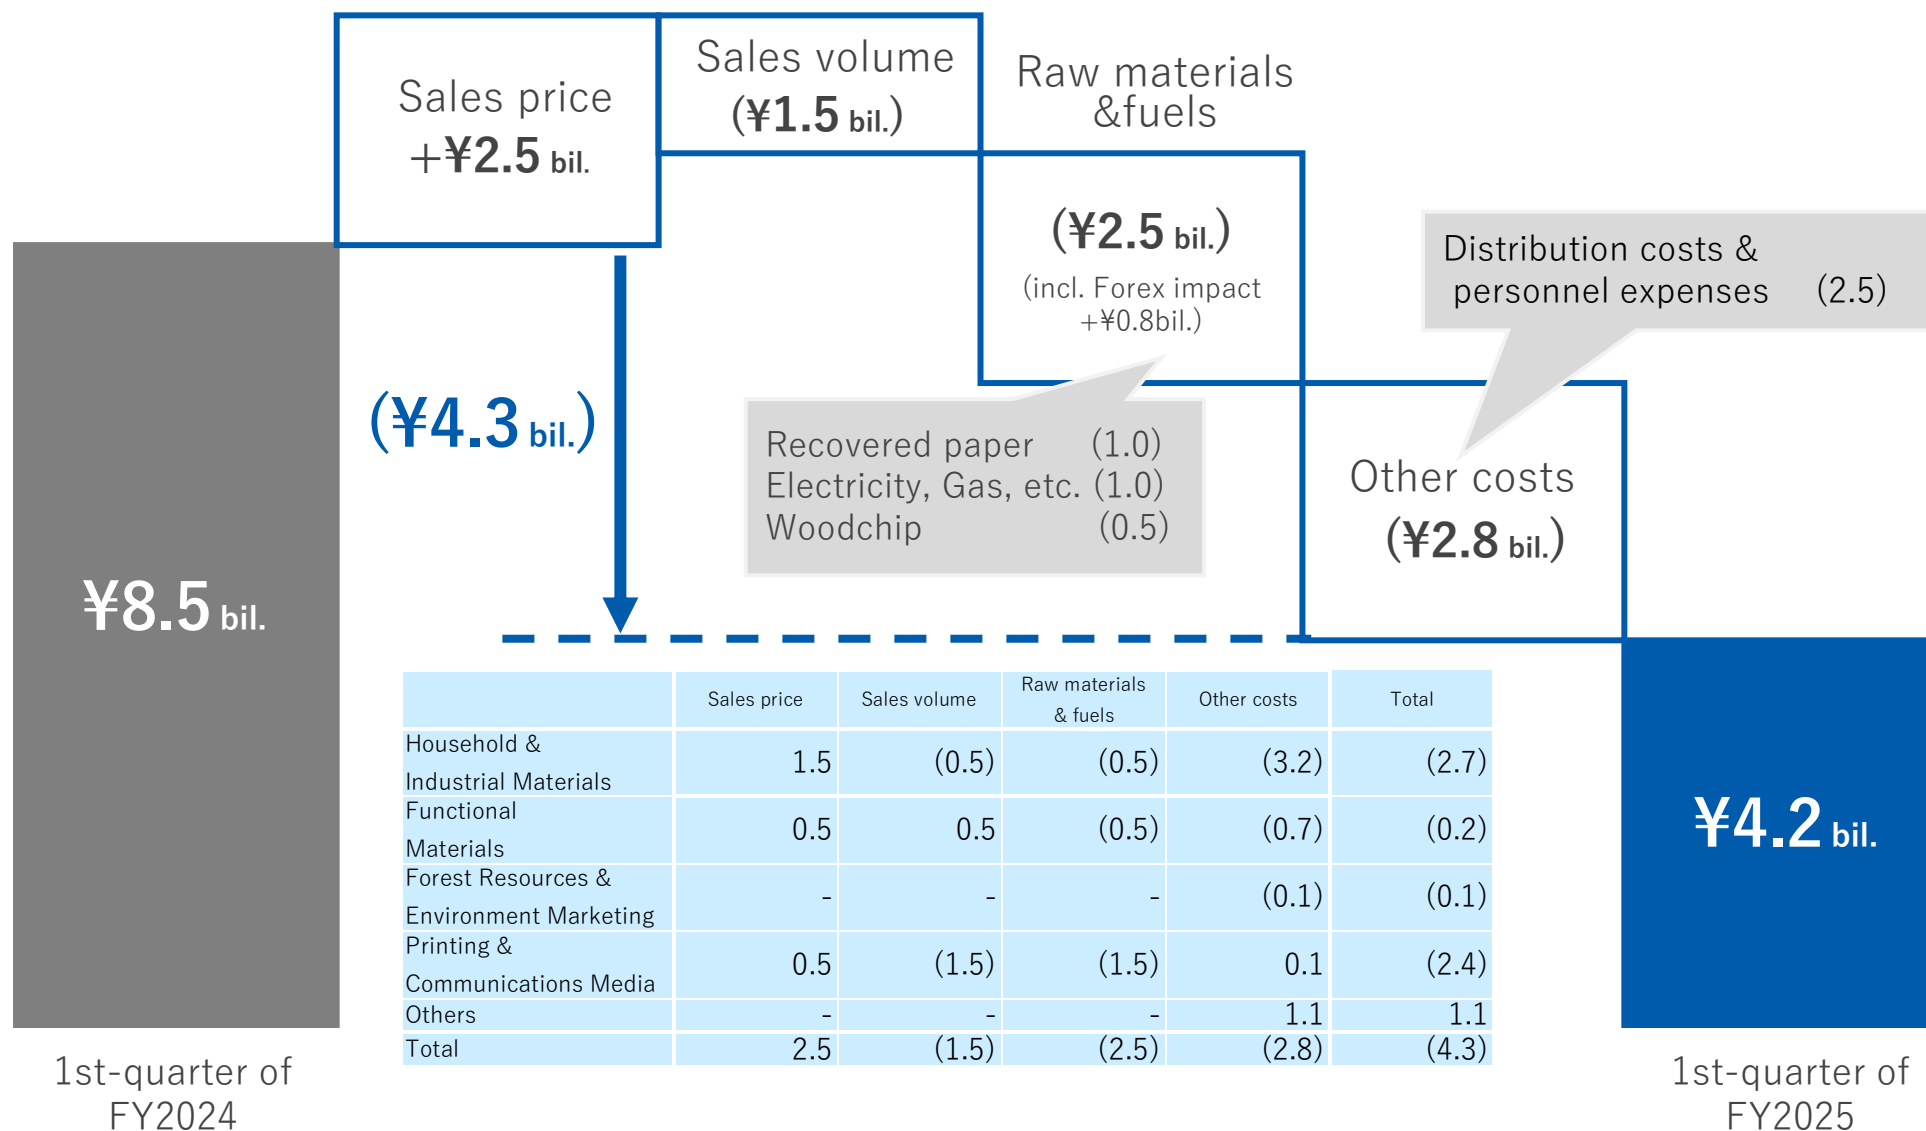 Sales price
+¥2.5 bil.
Sales volume
(¥1.5 bil.)
Raw materials
&fuels
(¥2.5 bil.)
(incl. Forex impact
+¥0.8bil.)
Distribution costs &
personnel expenses (2.5)
(¥4.3 bil.)
Recovered paper (1.0)
Electricity, Gas, etc. (1.0)
Woodchip (0.5)
Other costs
(¥2.8 bil.)
¥8.5 bil.
¥4.2 bil.
Sales price Sales volume Raw materials & fuels Other costs Total
Household &
Industrial Materials 1.5 (0.5) (0.5) (3.2) (2.7)
Functional
Materials 0.5 0.5 (0.5) (0.7) (0.2)
Forest Resources &
Environment Marketing - - - (0.1) (0.1)
Printing &
Communications Media 0.5 (1.5) (1.5) 0.1 (2.4)
Others - - - 1.1 1.1
Total 2.5 (1.5) (2.5) (2.8) (4.3)
1st-quarter of
FY2024
1st-quarter of
FY2025